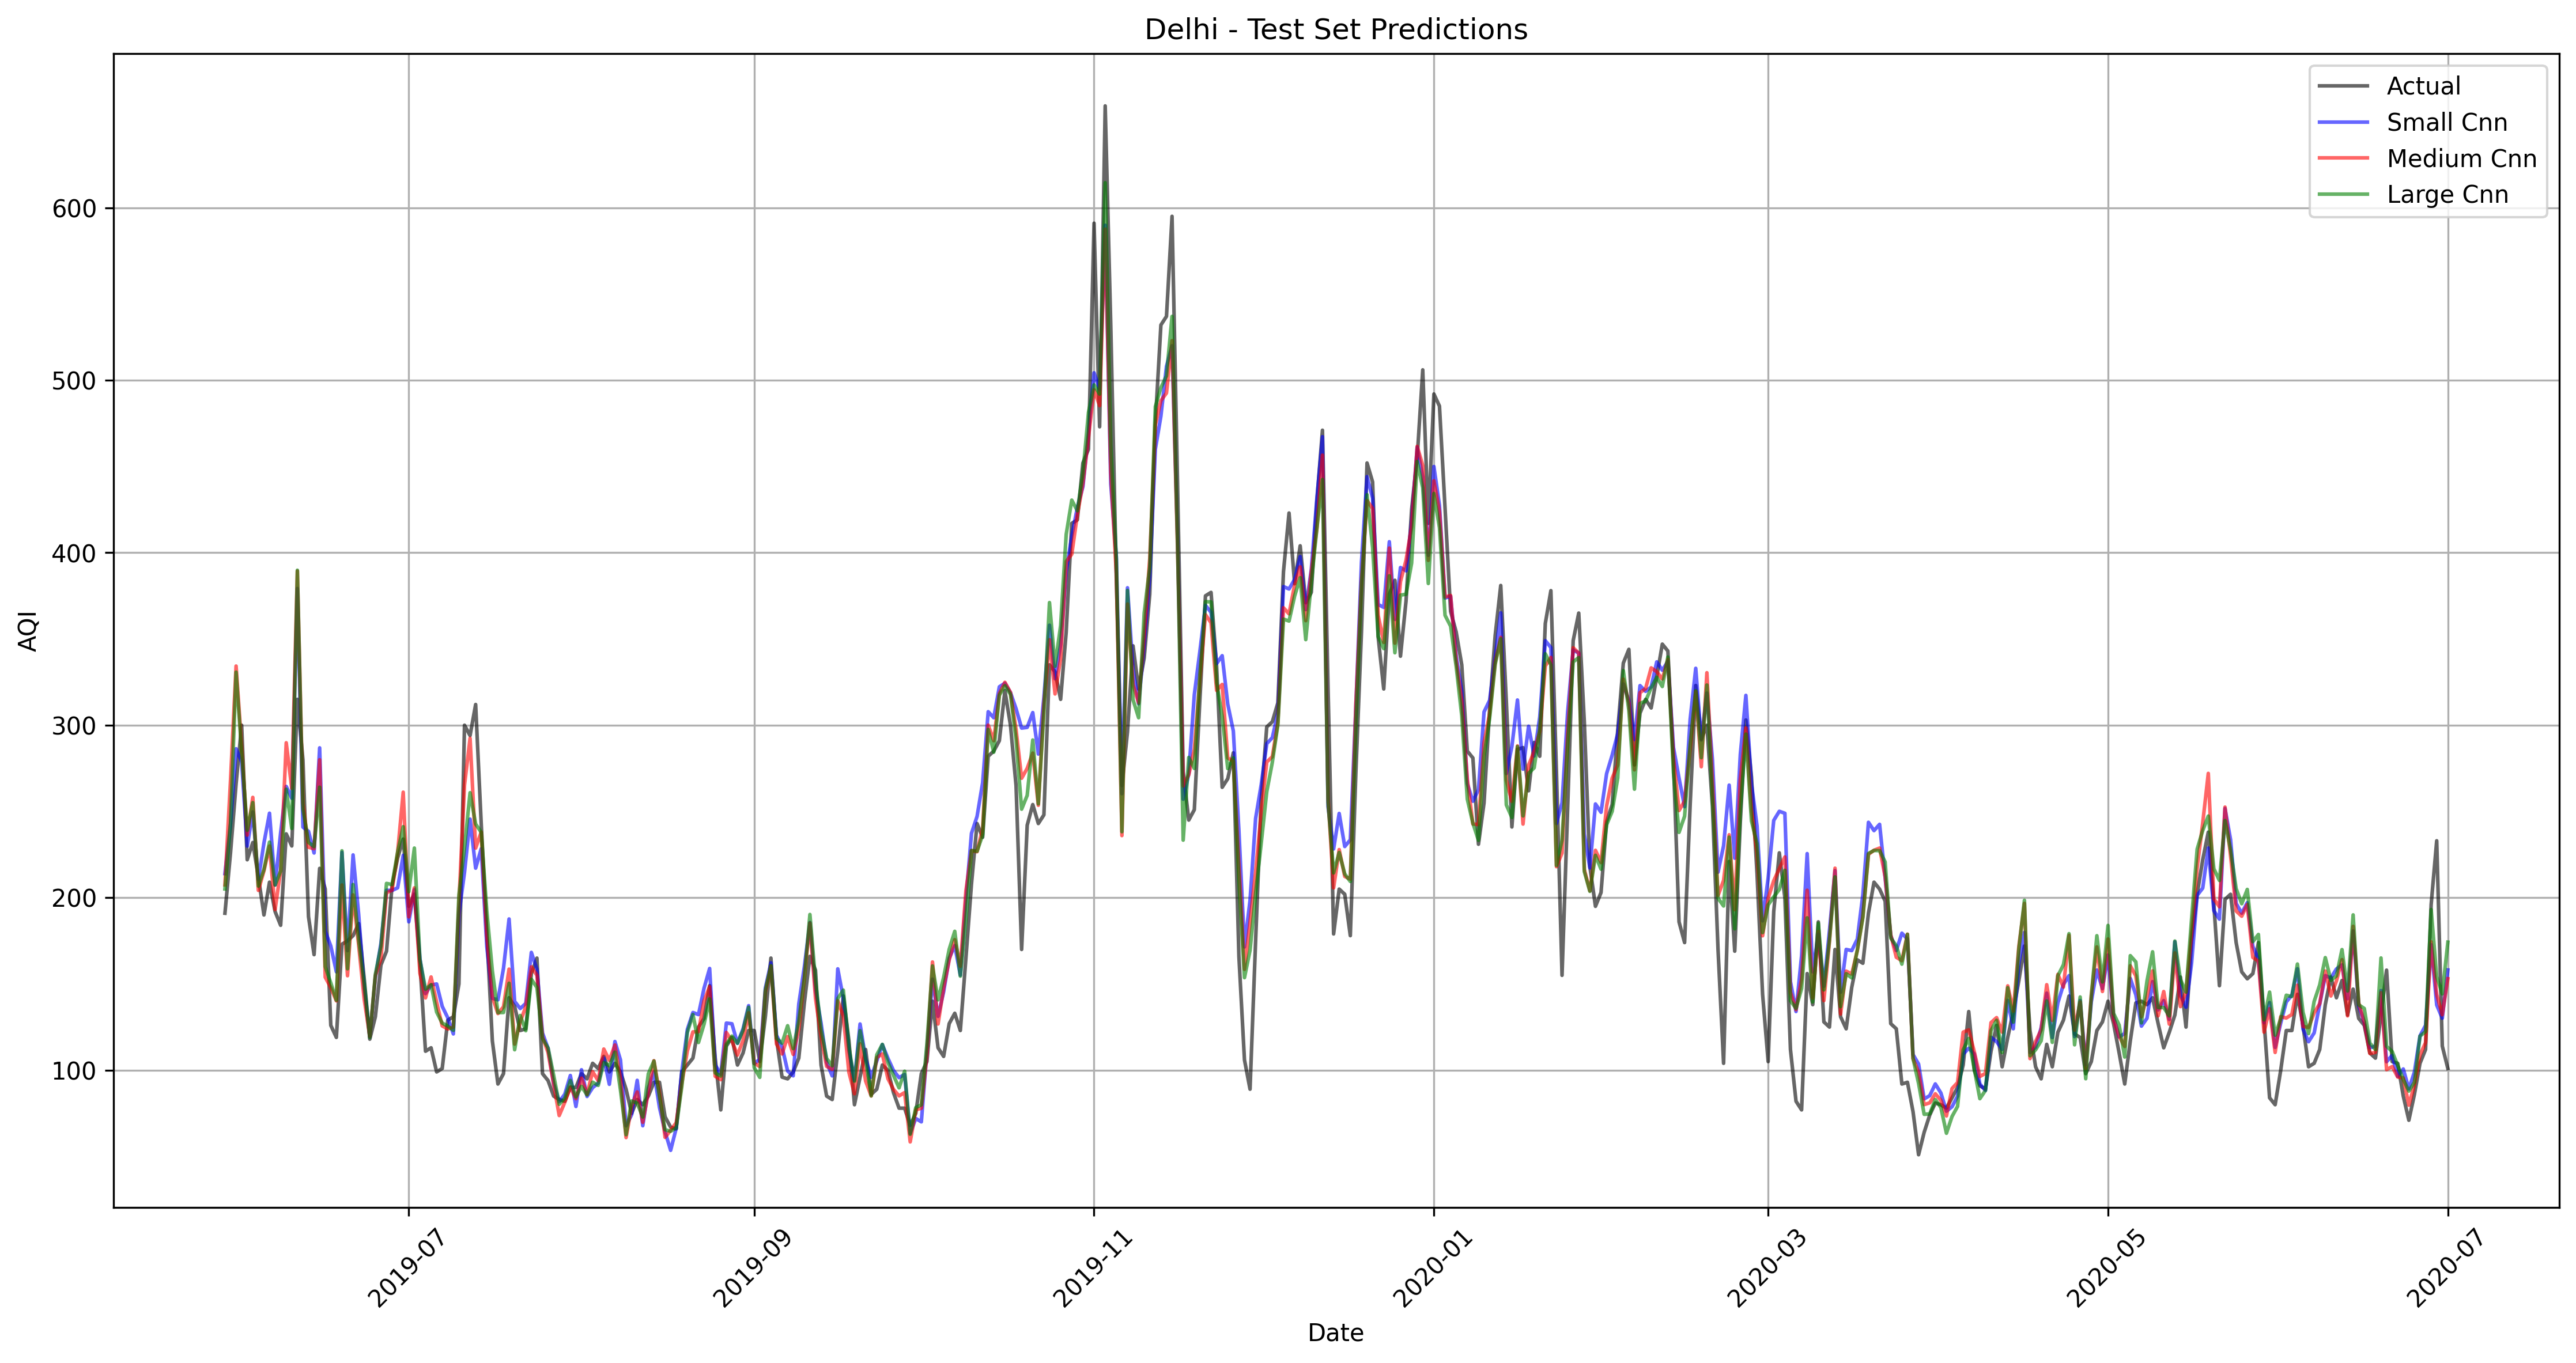 Delhi - Test Set Predictions
Actual
Small Cnn
Medium Cnn
Large Cnn
AQI
600
500
400
300
200
100
2019-07
2019-09
2019-11
2020-01
2020-03
2020-05
2020-07
Date